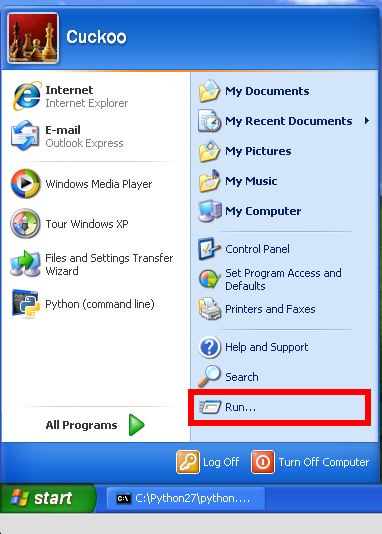 Cuckoo
Internet
Internet Explorer
E-mail
Outlook Express
Windows Media Player
Tour Windows XP
Files and Settings Transfer
Wizard
Python (command line)
All Programs
My Documents
My Recent Documents
My Pictures
My Music
My Computer
Control Panel
Set Program Access and
Defaults
Printers and Faxes
Help and Support
Search
Run...
Log Off
Turn Off Computer
start
C:\Python27\python....